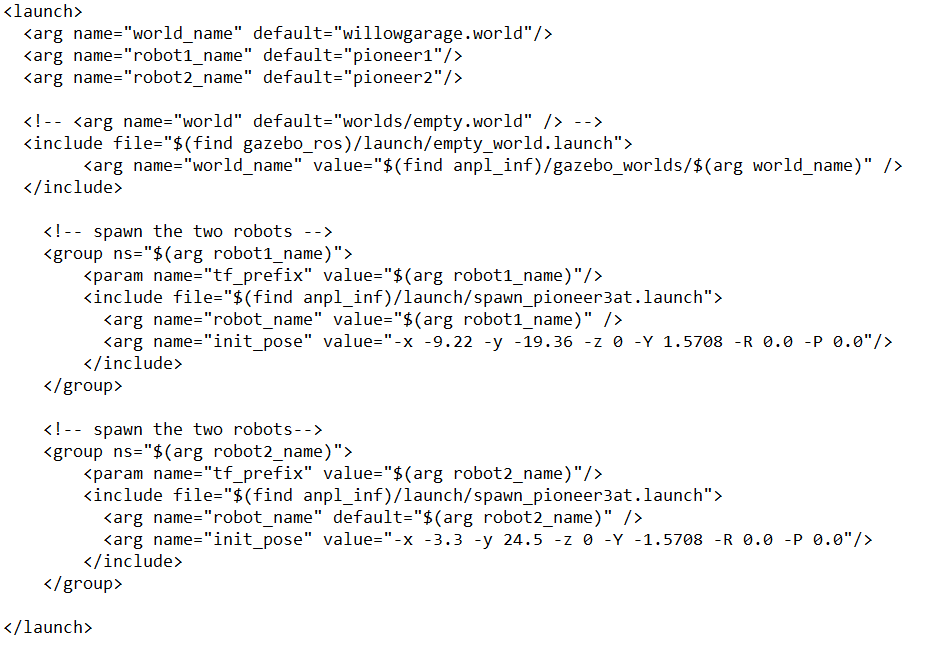 <launch>
  <arg name="world_name" default="willowgarage.world"/>
  <arg name="robot1_name" default="pioneer1"/>
  <arg name="robot2_name" default="pioneer2"/>

  <!-- <arg name="world" default="worlds/empty.world" /> -->
  <include file="$(find gazebo_ros)/launch/empty_world.launch">
        <arg name="world_name" value="$(find anpl_inf)/gazebo_worlds/$(arg world_name)" />
  </include>

    <!-- spawn the two robots -->
    <group ns="$(arg robot1_name)">
        <param name="tf_prefix" value="$(arg robot1_name)"/>
        <include file="$(find anpl_inf)/launch/spawn_pioneer3at.launch">
          <arg name="robot_name" value="$(arg robot1_name)" />
          <arg name="init_pose" value="-x -9.22 -y -19.36 -z 0 -Y 1.5708 -R 0.0 -P 0.0"/>
        </include>
    </group>

    <!-- spawn the two robots-->
    <group ns="$(arg robot2_name)">
        <param name="tf_prefix" value="$(arg robot2_name)"/>
        <include file="$(find anpl_inf)/launch/spawn_pioneer3at.launch">
          <arg name="robot_name" default="$(arg robot2_name)" />
          <arg name="init_pose" value="-x -3.3 -y 24.5 -z 0 -Y -1.5708 -R 0.0 -P 0.0"/>
        </include>
    </group>

</launch>